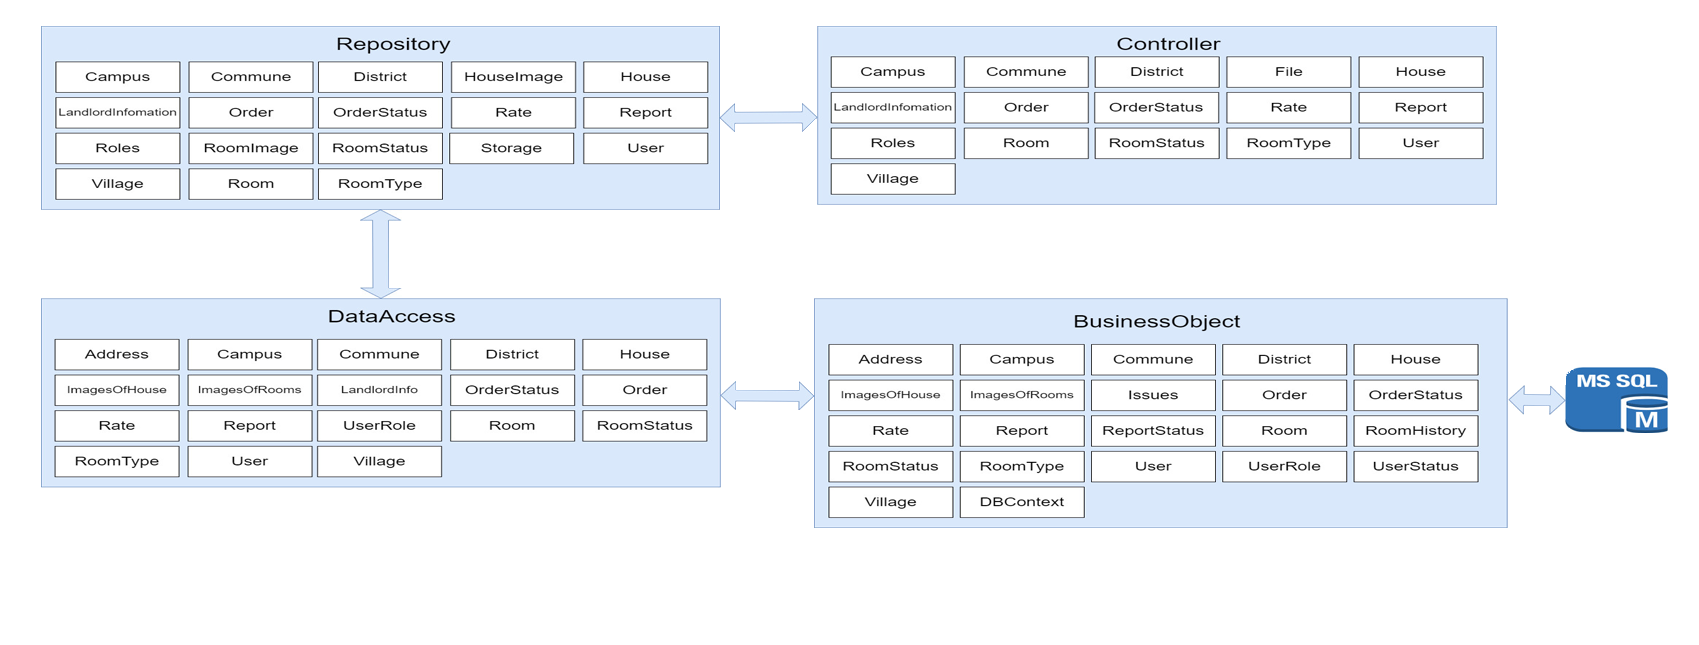 Repository
Campus Commune District HouseImage House
LandlordInfomation Order OrderStatus Rate Report
Roles RoomImage RoomStatus Storage User
Village Room RoomType
Controller
Campus Commune District File House
LandlordInfomation Order OrderStatus Rate Report
Roles Room RoomStatus RoomType User
Village
DataAccess
Address Campus Commune District House
ImagesOfHouse ImagesOfRooms LandlordInfo OrderStatus Order
Rate Report UserRole Room RoomStatus
RoomType User Village
BusinessObject
Address Campus Commune District House
ImagesOfHouse ImagesOfRooms Issues Order OrderStatus
Rate Report ReportStatus Room RoomHistory
RoomStatus RoomType User UserRole UserStatus
Village DBContext
MS SQL
M